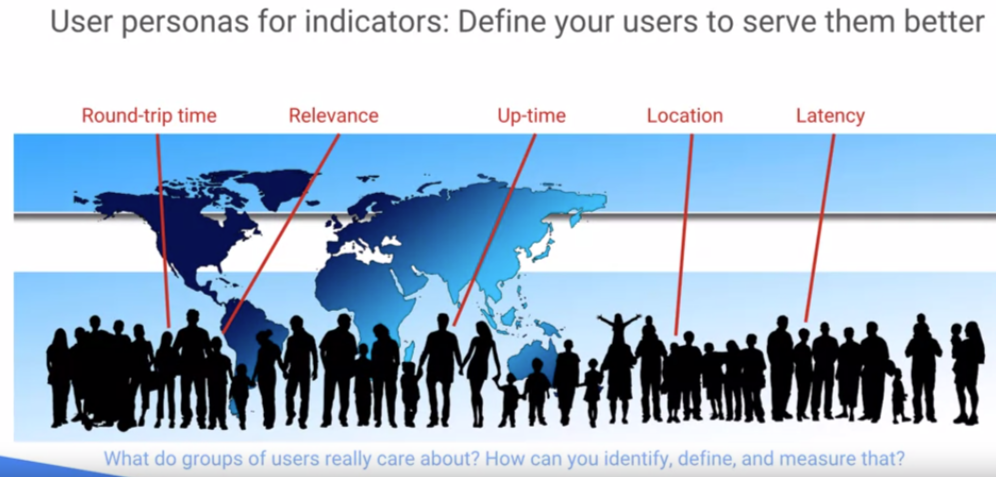 User personas for indicators: Define your users to serve them better
Round-trip time Relevance Up-time Location Latency
What do groups of users really care about? How can you identify, define, and measure that?